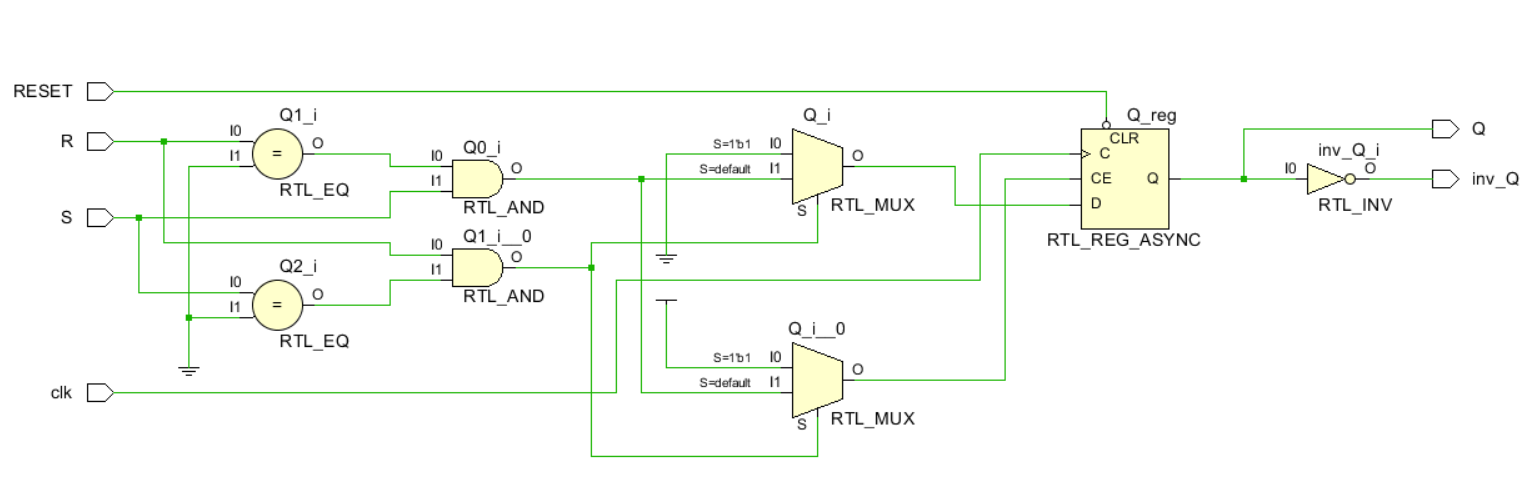 RESET
R
S
clk
Q1_i
I0
I1
=
O
RTL_EQ
Q0_i
I0
I1
O
RTL_AND
Q1_i__0
I0
I1
O
RTL_AND
Q2_i
I0
I1
=
O
RTL_EQ
Q_i
S=1'b1 I0
S=default I1
O
S
RTL_MUX
Q_i__0
S=1'b1 I0
S=default I1
O
S
RTL_MUX
Q_reg
CLR
C
CE
D
Q
RTL_REG_ASYNC
inv_Q_i
I0
O
RTL_INV
Q
inv_Q